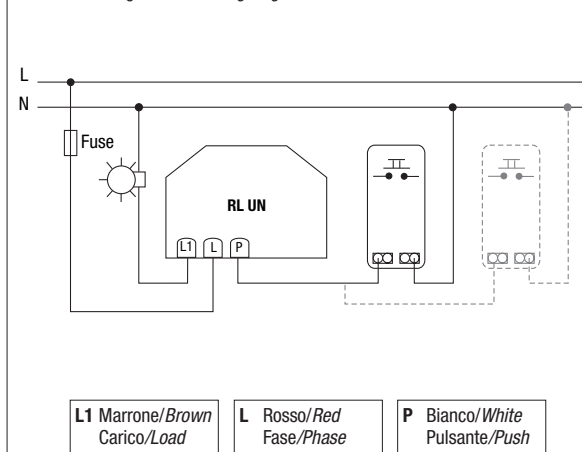 L
N
Fuse
RL UN
L1 L P
L1 Marrone/Brown
Carico/Load
L Rosso/Red
Fase/Phase
P Bianco/White
Pulsante/Push